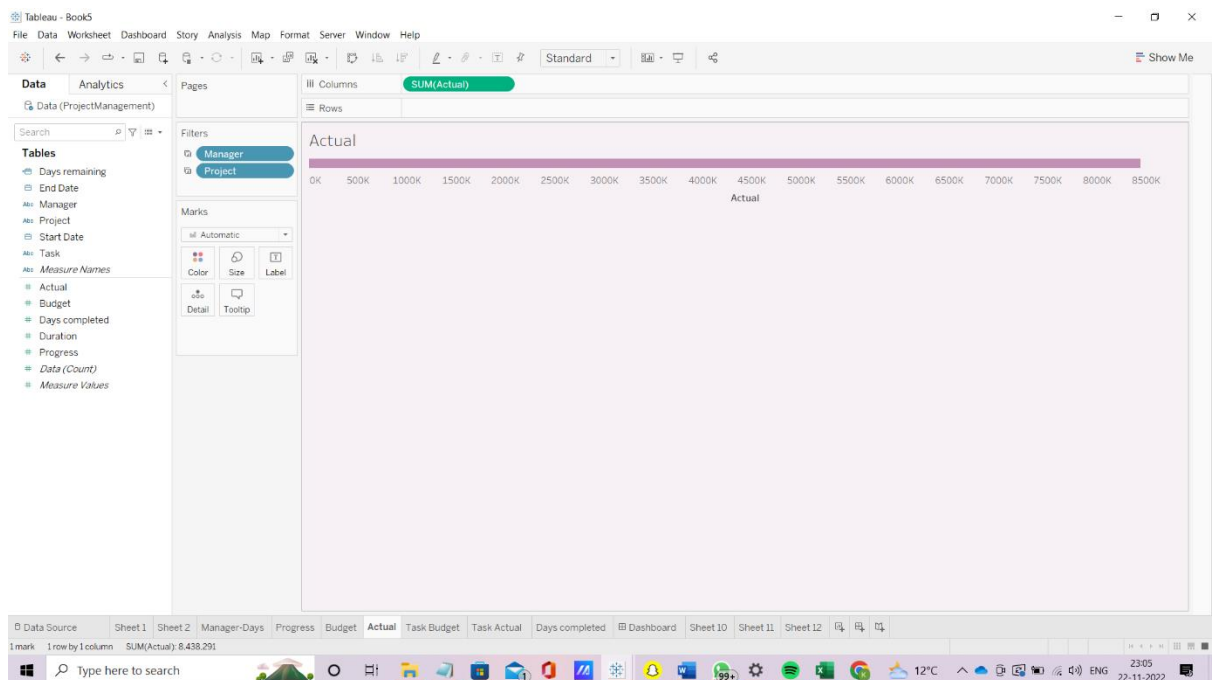 Tableau - Book5
File Data Worksheet Dashboard Story Analysis Map Format Server Window Help
Standard
Show Me
Data Analytics
Data (ProjectManagement)
Search
Tables
Days remaining
End Date
Abc Manager
Abc Project
Start Date
Abc Task
Abc Measure Names
# Actual
# Budget
# Days completed
# Duration
# Progress
# Data (Count)
# Measure Values
Pages
Filters
Manager
Project
Marks
Automatic
Color Size Label
Detail Tooltip
Columns SUM(Actual)
Rows
Actual
0K 500K 1000K 1500K 2000K 2500K 3000K 3500K 4000K 4500K 5000K 5500K 6000K 6500K 7000K 7500K 8000K 8500K
Actual
Data Source Sheet 1 Sheet 2 Manager-Days Progress Budget Actual Task Budget Task Actual Days completed Dashboard Sheet 10 Sheet 11 Sheet 12
1 mark 1 row by 1 column SUM(Actual): 8.438.291
Type here to search
99+
12°C
ENG
23:05
22-11-2022